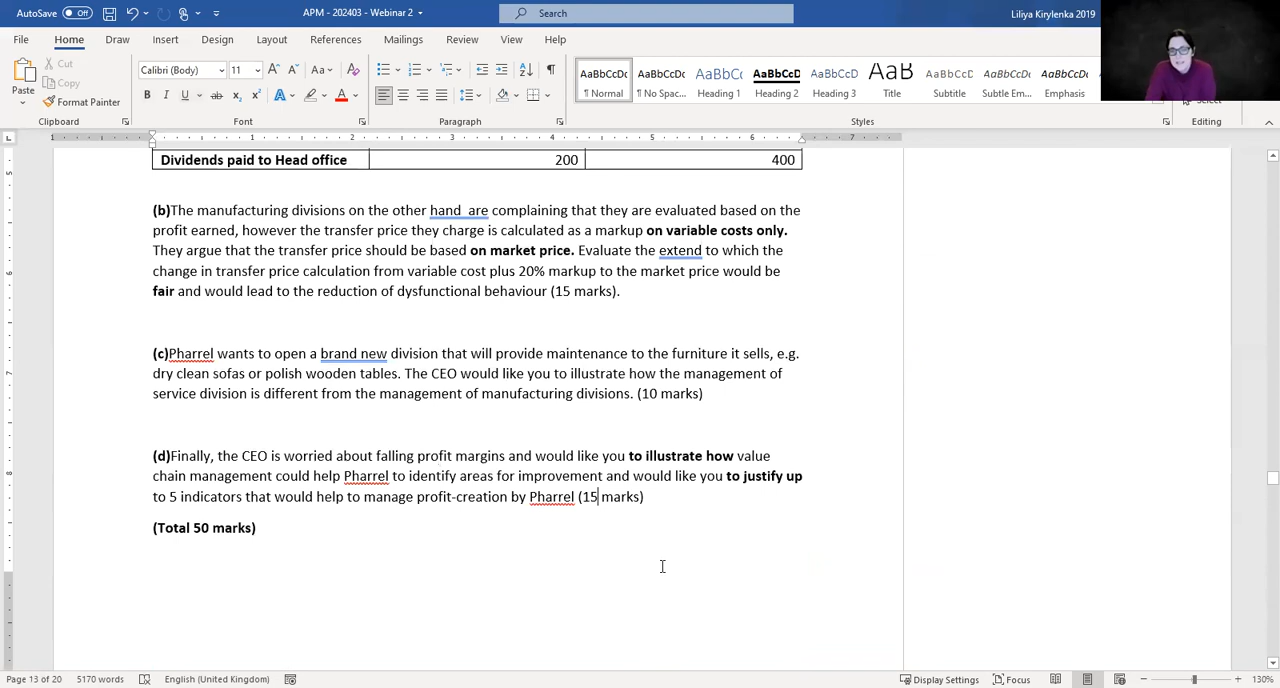 AutoSave Off APM - 202403 - Webinar 2 Search Liliya Kirylenka 2019
File Home Draw Insert Design Layout References Mailings Review View Help
Paste Cut Copy Format Painter
Calibri (Body) 11 A A Aa A
B I U ab x2 x2 A A
AaBbCcDc AaBbCcDc AaBbCc AaBbCcD AaBbCcD AaB AaBbCcD AaBbCcDc AaBbCcDc
¶ Normal ¶ No Spac... Heading 1 Heading 2 Heading 3 Title Subtitle Subtle Em... Emphasis
Clipboard Font Paragraph Styles Editing
1 1 2 3 4 5 6 7
Dividends paid to Head office 200 400
(b)The manufacturing divisions on the other hand are complaining that they are evaluated based on the
profit earned, however the transfer price they charge is calculated as a markup on variable costs only.
They argue that the transfer price should be based on market price. Evaluate the extend to which the
change in transfer price calculation from variable cost plus 20% markup to the market price would be
fair and would lead to the reduction of dysfunctional behaviour (15 marks).
(c)Pharrel wants to open a brand new division that will provide maintenance to the furniture it sells, e.g.
dry clean sofas or polish wooden tables. The CEO would like you to illustrate how the management of
service division is different from the management of manufacturing divisions. (10 marks)
(d)Finally, the CEO is worried about falling profit margins and would like you to illustrate how value
chain management could help Pharrel to identify areas for improvement and would like you to justify up
to 5 indicators that would help to manage profit-creation by Pharrel (15 marks)
(Total 50 marks)
Page 13 of 20 5170 words English (United Kingdom) Display Settings Focus 130%